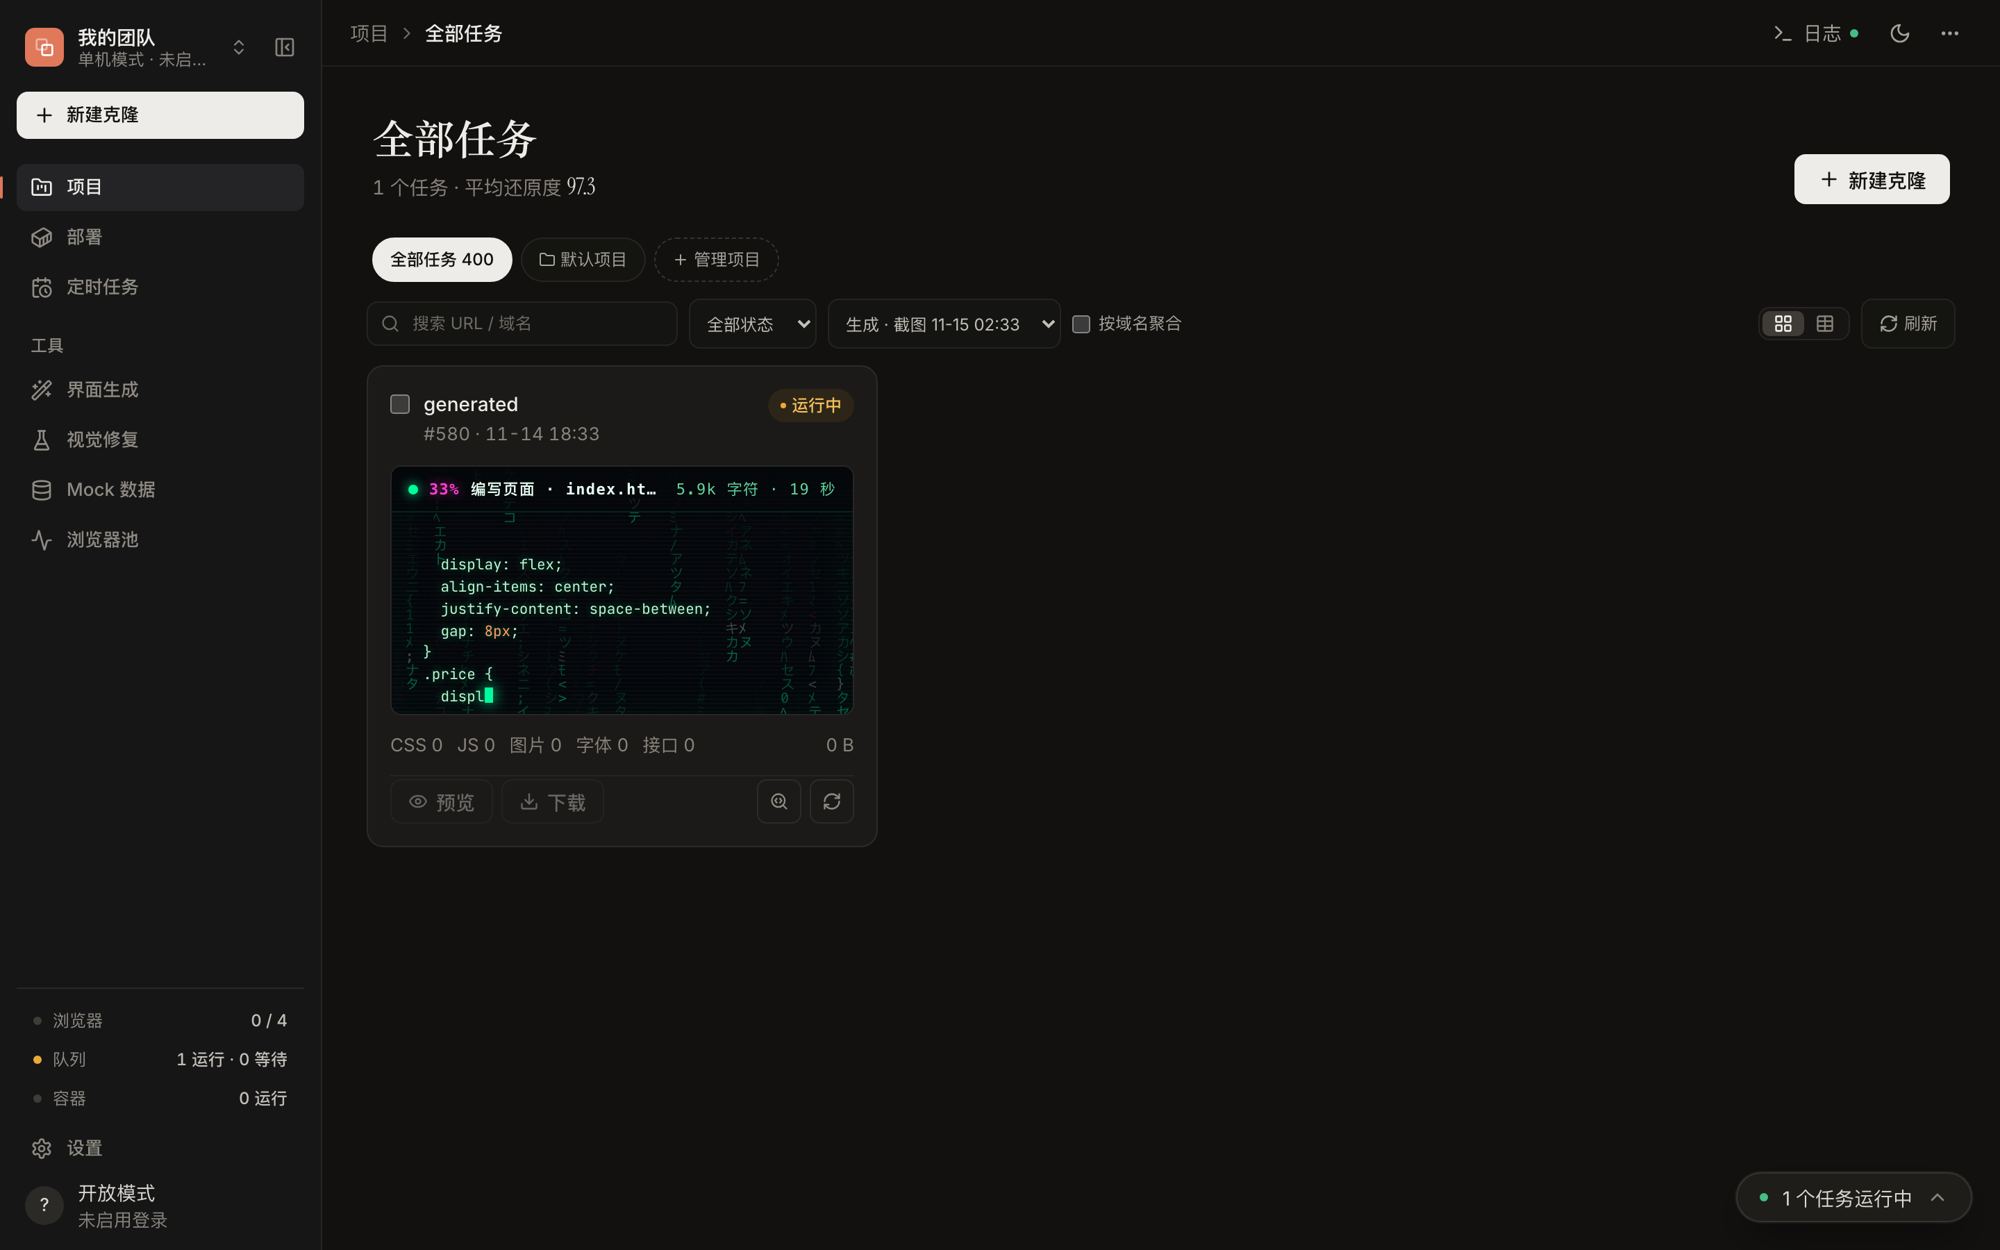 我的团队
单机模式 · 未启...
新建克隆
项目
部署
定时任务
工具
界面生成
视觉修复
Mock 数据
浏览器池
浏览器 0 / 4
队列 1 运行 · 0 等待
容器 0 运行
设置
?
开放模式
未启用登录
项目 > 全部任务
日志
全部任务
1 个任务 · 平均还原度 97.3
新建克隆
全部任务 400
默认项目
管理项目
搜索 URL / 域名
全部状态
生成 · 截图 11-15 02:33
按域名聚合
刷新
generated
运行中
#580 · 11-14 18:33
33% 编写页面 · index.ht… 5.9k 字符 · 19 秒
display: flex;
align-items: center;
justify-content: space-between;
gap: 8px;
}
.price {
displ
CSS 0 JS 0 图片 0 字体 0 接口 0 0 B
预览
下载
1 个任务运行中